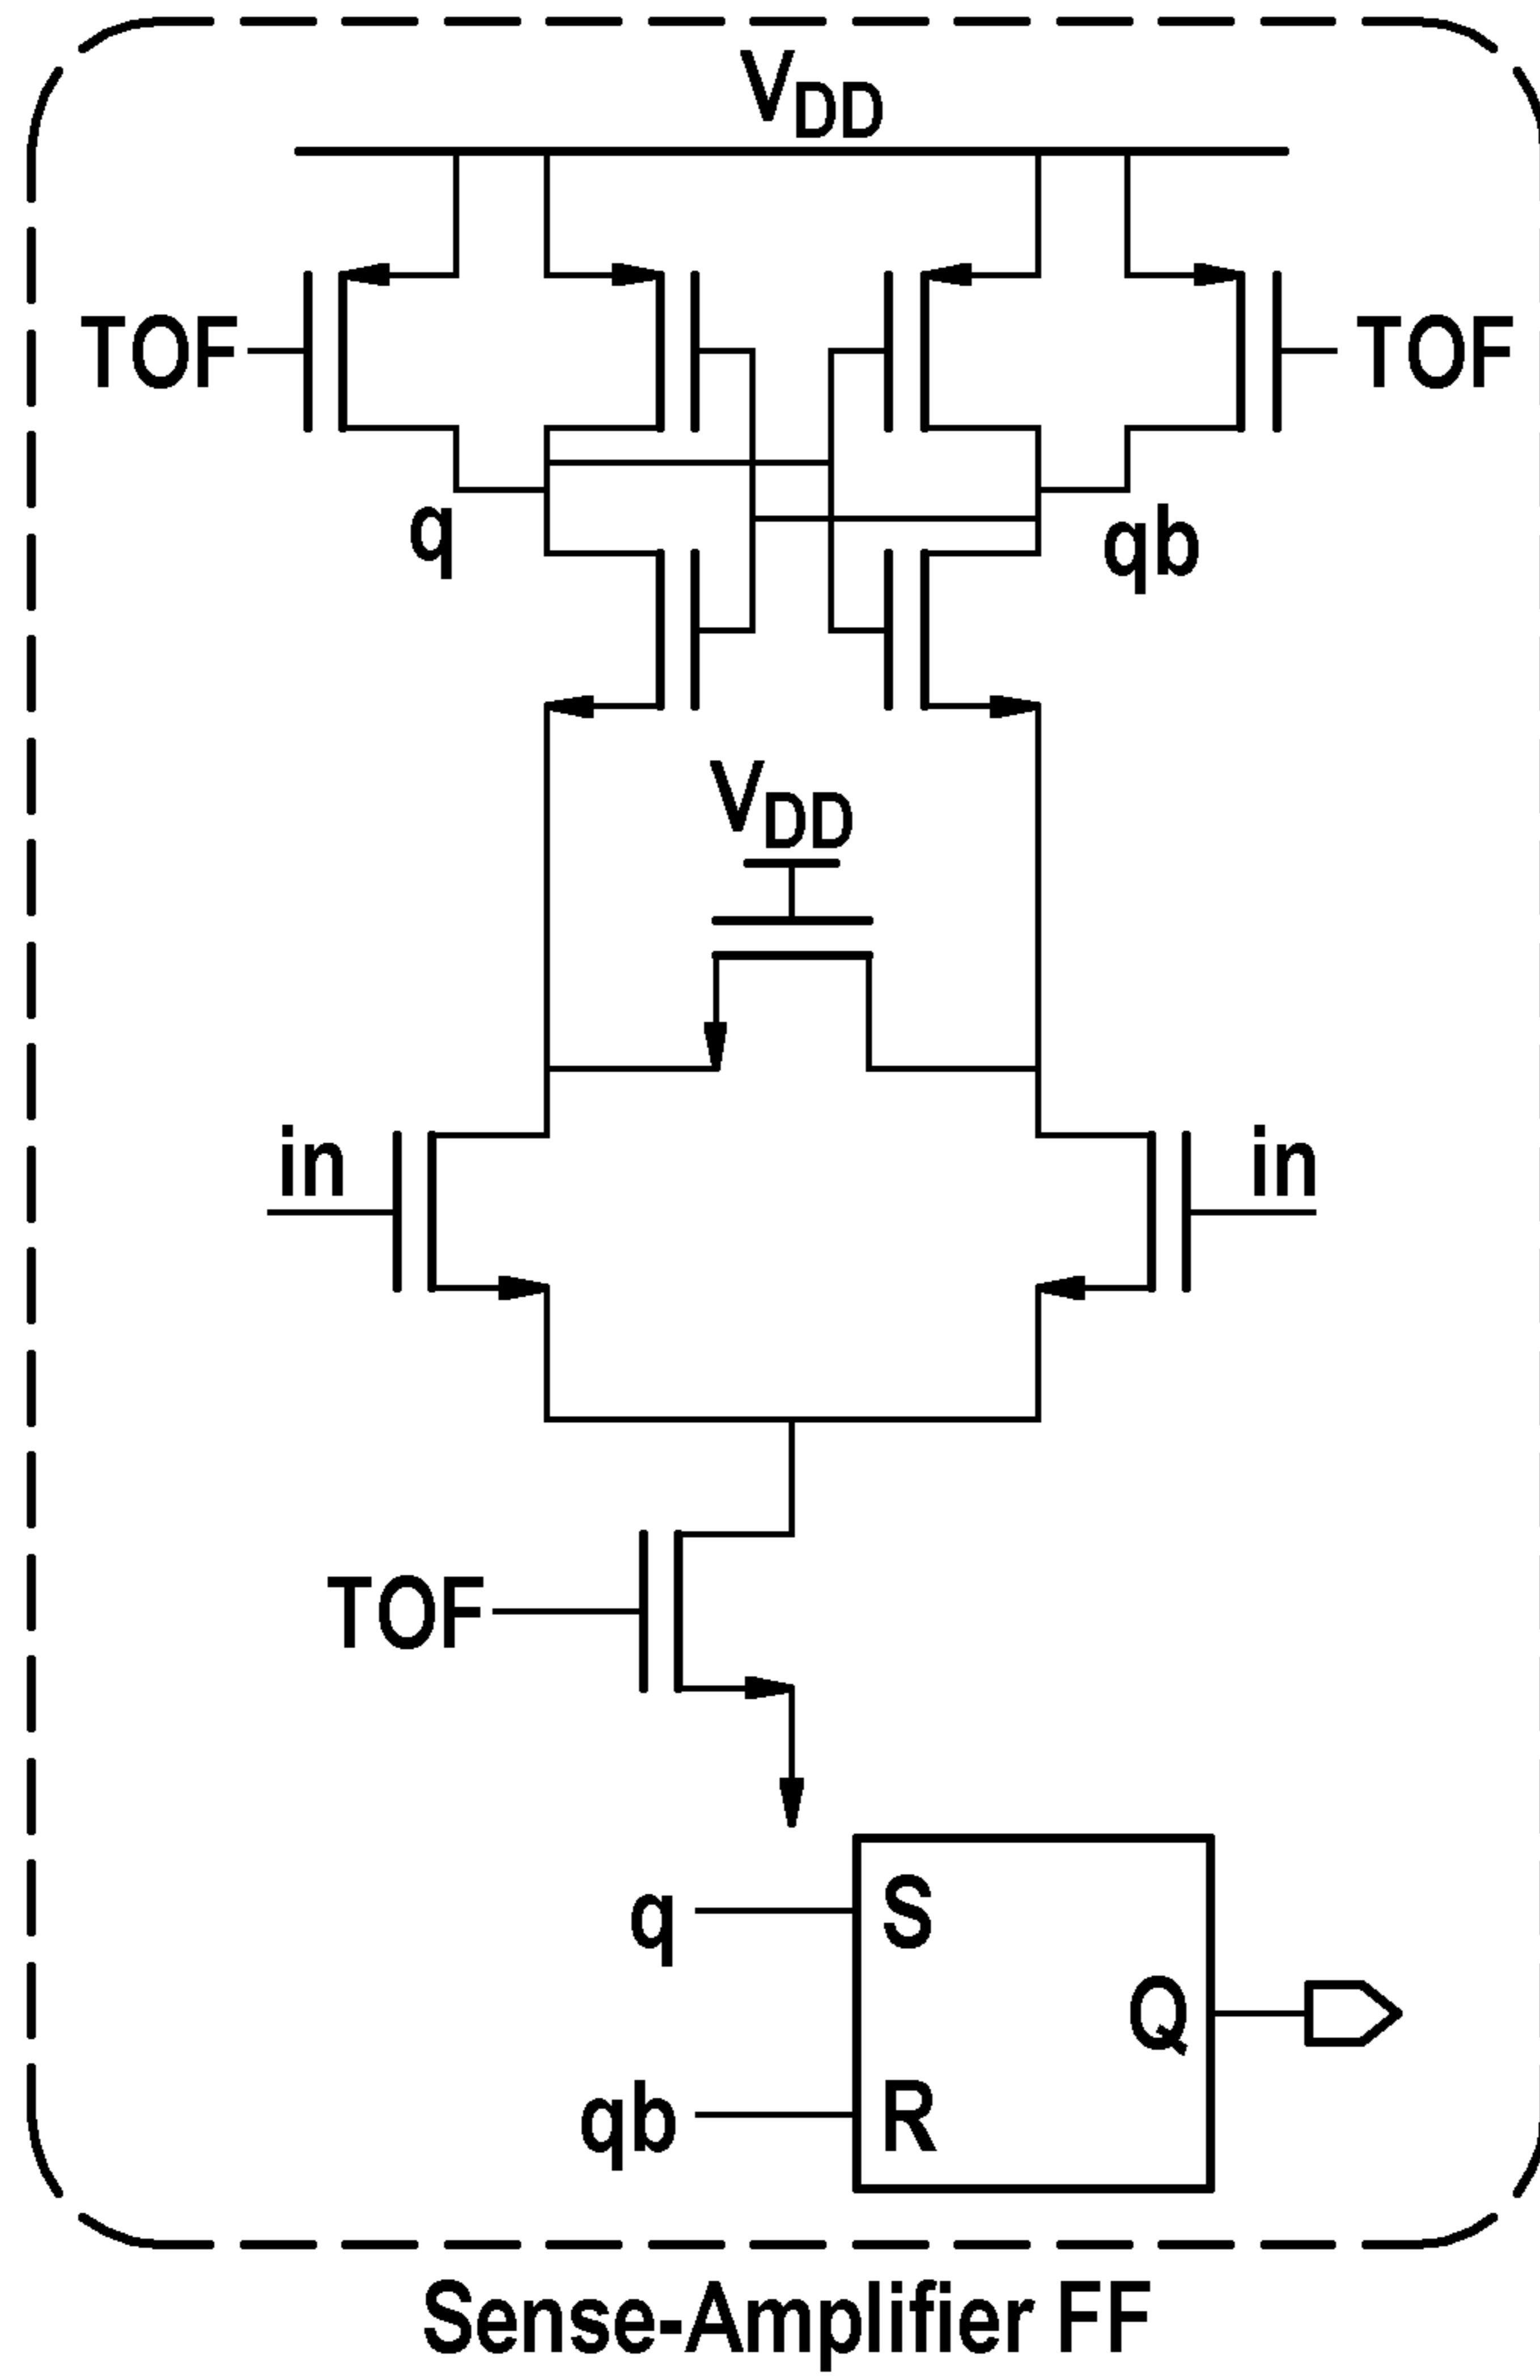 VDD
TOF
TOF
q
qb
VDD
in
in
TOF
q
S
Q
qb
R
Sense-Amplifier FF